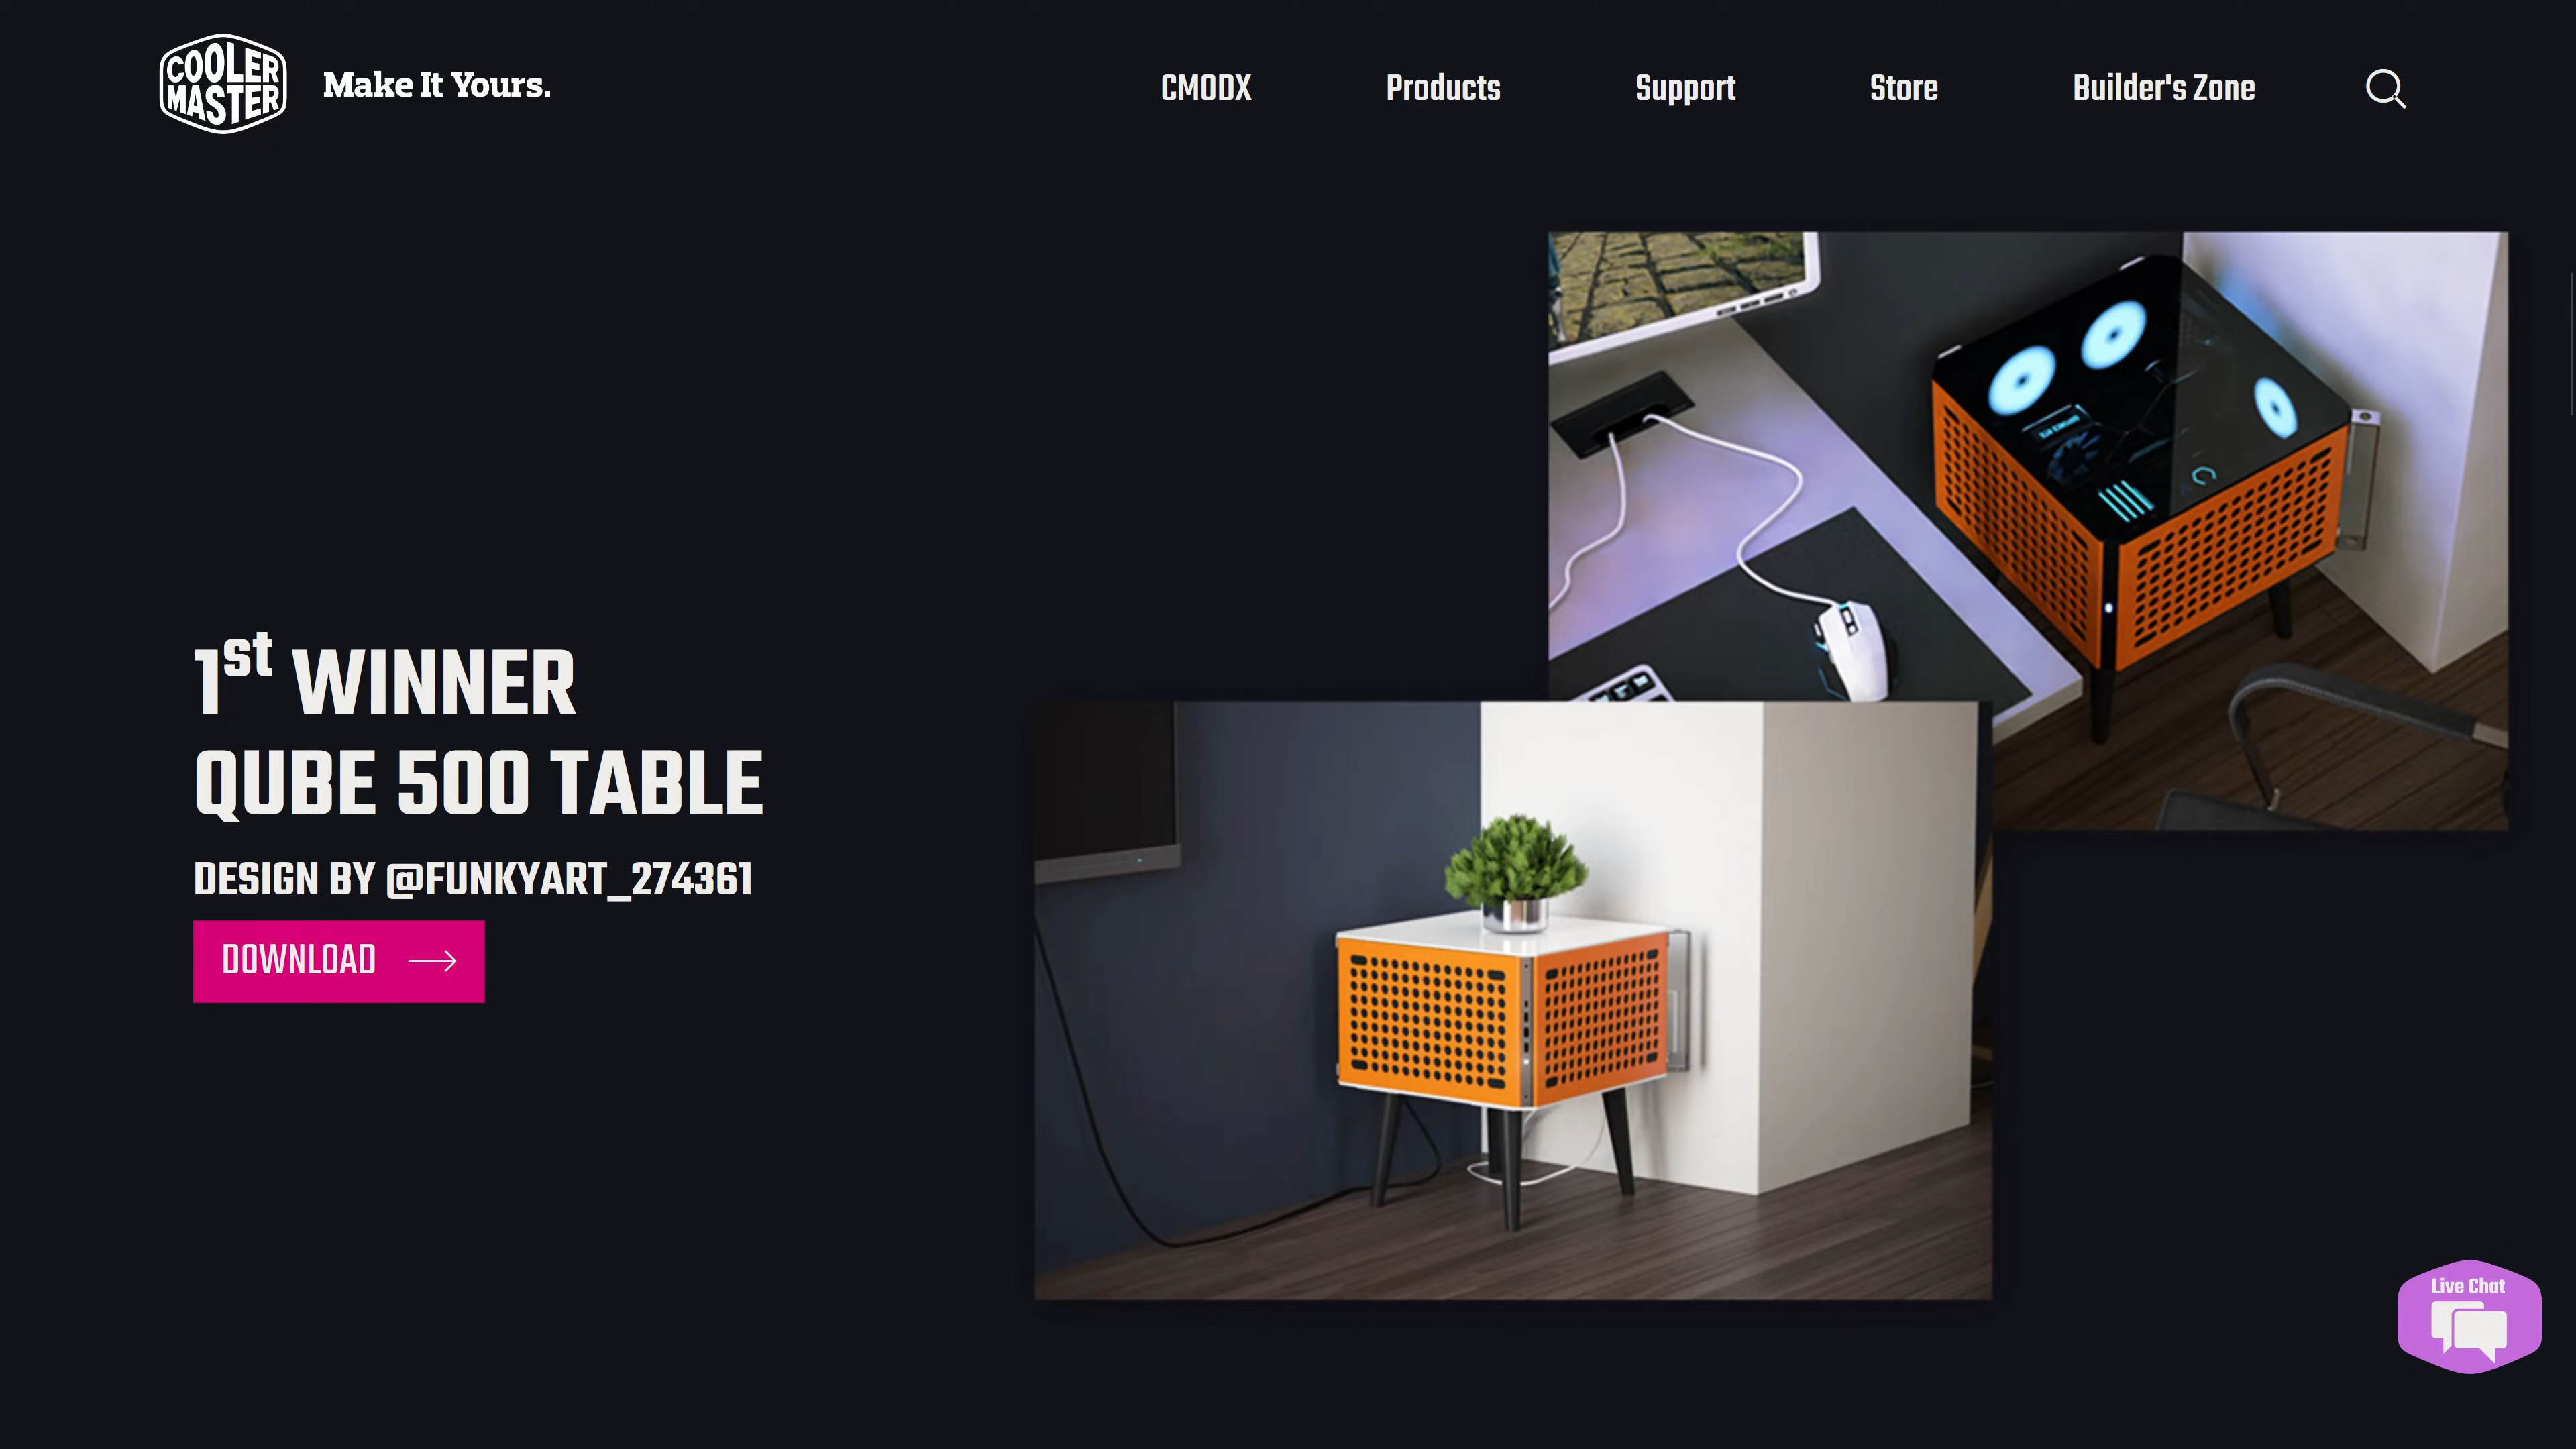 COOLER
MASTER
Make It Yours.
CMODX
Products
Support
Store
Builder's Zone
1st WINNER
QUBE 500 TABLE
DESIGN BY @FUNKYART_274361
DOWNLOAD
Live Chat